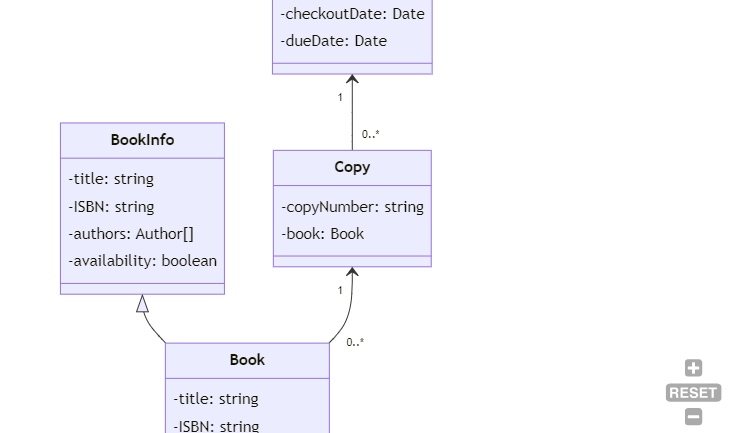 -checkoutDate: Date
-dueDate: Date
1
0..*
BookInfo
-title: string
-ISBN: string
-authors: Author[]
-availability: boolean
Copy
-copyNumber: string
-book: Book
1
0..*
Book
-title: string
-ISBN: string
RESET